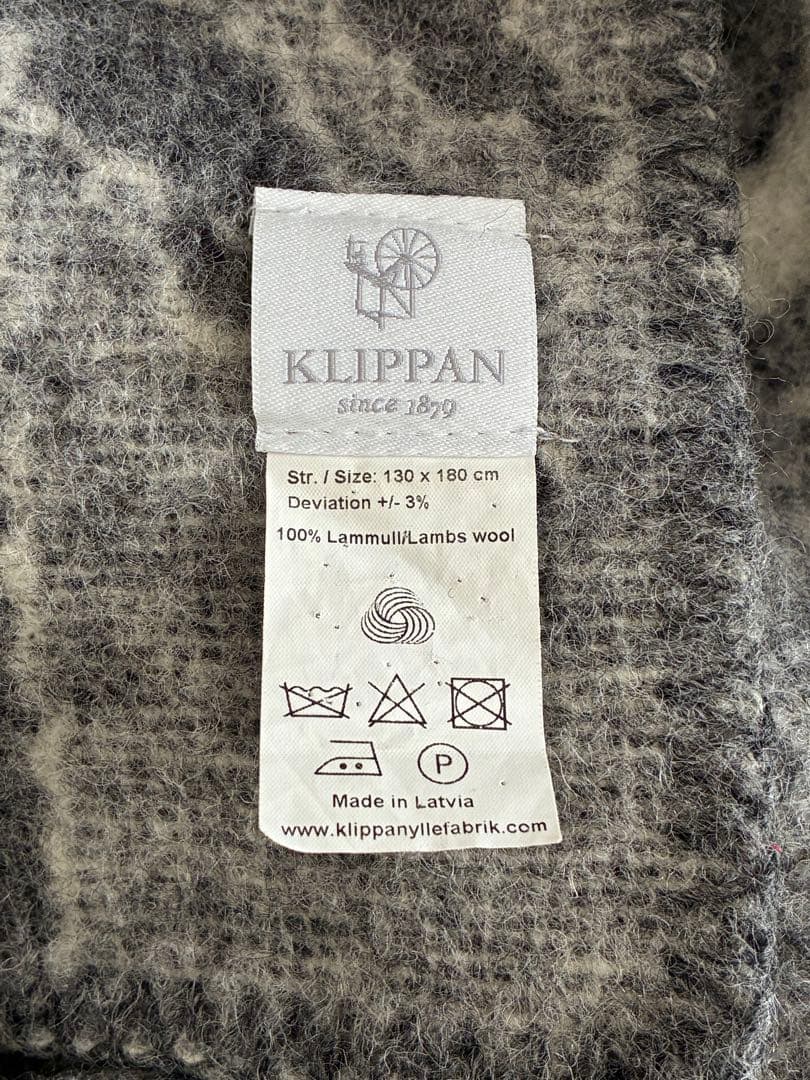 KLIPPAN
since 1879
Str. / Size: 130 x 180 cm
Deviation +/- 3%
100% Lammull/Lambs wool
P
Made in Latvia
www.klippanyllefabrik.com